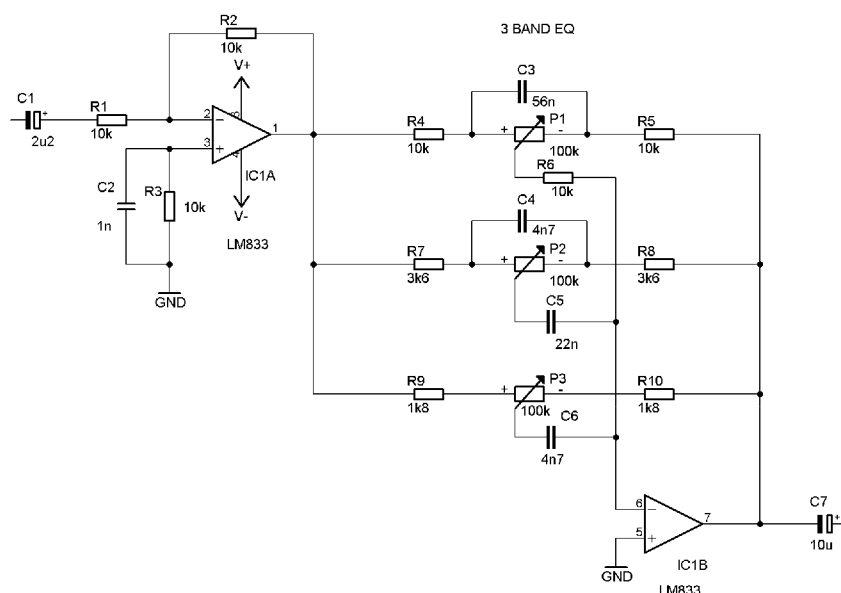 3 BAND EQ
R2
10k
C1
+
2u2
R1
10k
V+
8
2
−
3
+
1
4
IC1A
V-
LM833
C2
1n
R3
10k
GND
C3
56n
R4
10k
+
P1
-
100k
R5
10k
R6
10k
C4
4n7
R7
3k6
+
P2
-
100k
R8
3k6
C5
22n
R9
1k8
+
P3
-
100k
R10
1k8
C6
4n7
6
−
5
+
7
GND
IC1B
LM833
C7
+
10u